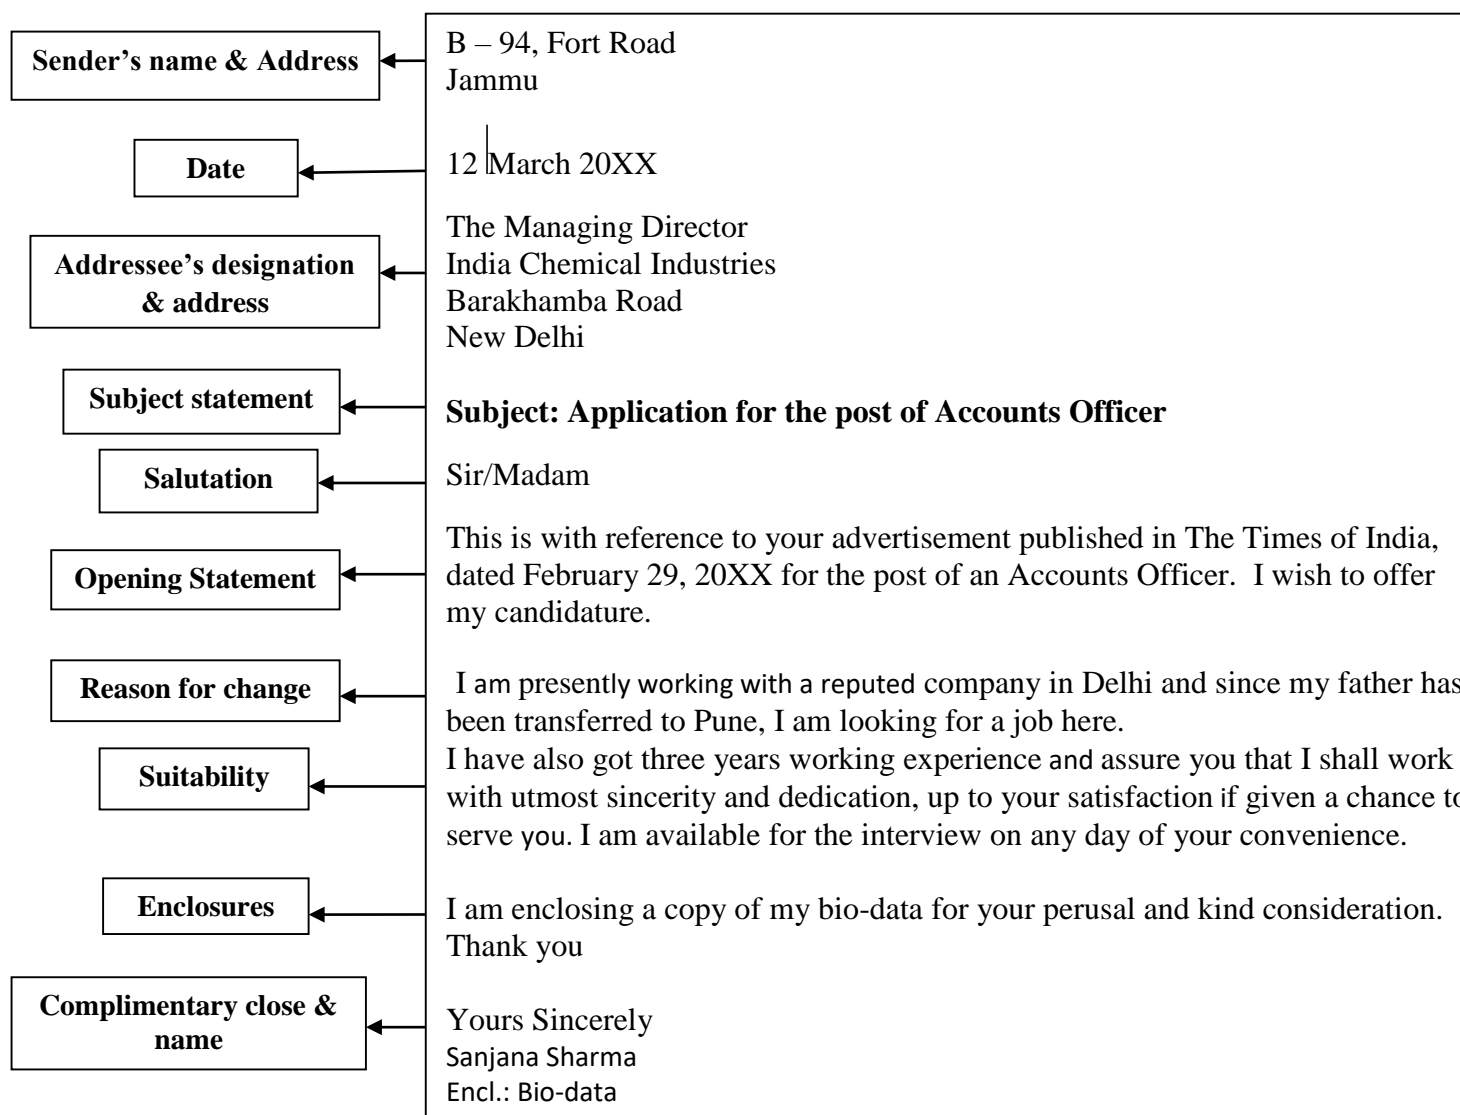 Sender’s name & Address
B – 94, Fort Road
Jammu
Date
12 March 20XX
Addressee’s designation
& address
The Managing Director
India Chemical Industries
Barakhamba Road
New Delhi
Subject statement
Subject: Application for the post of Accounts Officer
Salutation
Sir/Madam
Opening Statement
This is with reference to your advertisement published in The Times of India,
dated February 29, 20XX for the post of an Accounts Officer.  I wish to offer
my candidature.
Reason for change
I am presently working with a reputed company in Delhi and since my father has
been transferred to Pune, I am looking for a job here.
Suitability
I have also got three years working experience and assure you that I shall work
with utmost sincerity and dedication, up to your satisfaction if given a chance to
serve you. I am available for the interview on any day of your convenience.
Enclosures
I am enclosing a copy of my bio-data for your perusal and kind consideration.
Thank you
Complimentary close &
name
Yours Sincerely
Sanjana Sharma
Encl.: Bio-data